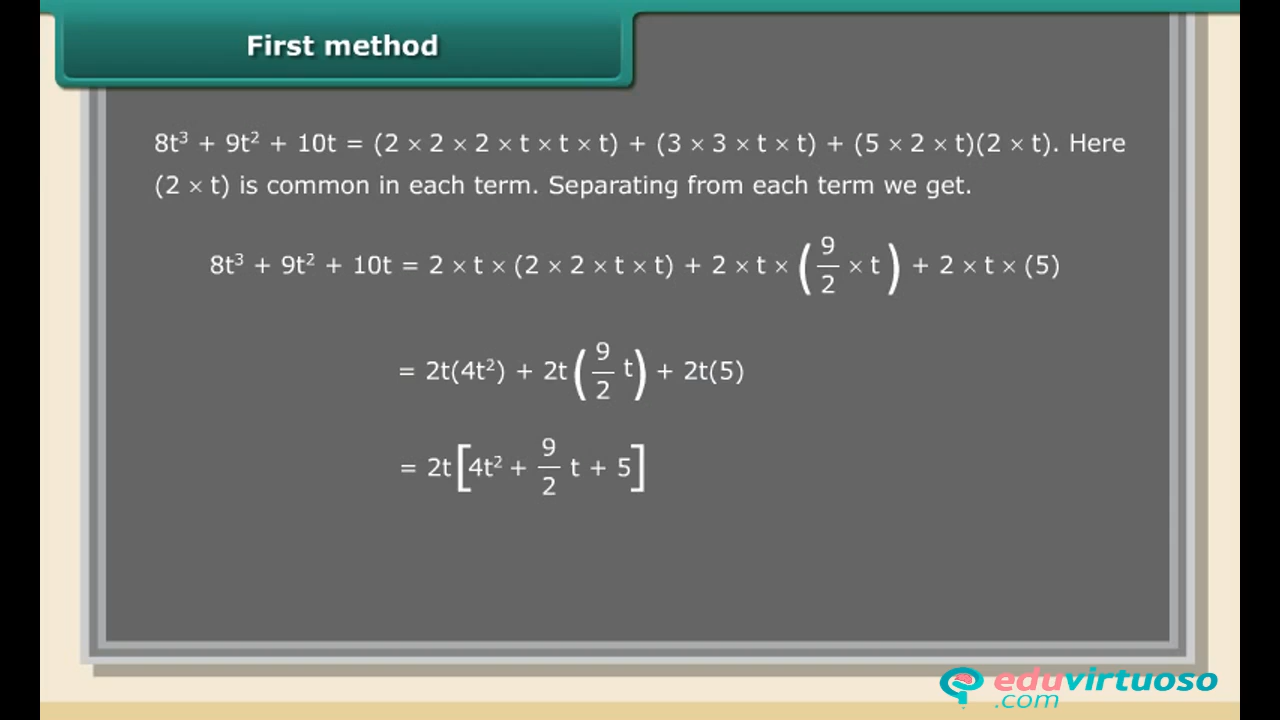 First method
8t³ + 9t² + 10t = (2 × 2 × 2 × t × t × t) + (3 × 3 × t × t) + (5 × 2 × t)(2 × t). Here
(2 × t) is common in each term. Separating from each term we get.
8t³ + 9t² + 10t = 2 × t × (2 × 2 × t × t) + 2 × t × (9/2 × t) + 2 × t × (5)
= 2t(4t²) + 2t(9/2 t) + 2t(5)
= 2t[4t² + 9/2 t + 5]
eduvirtuoso
.com